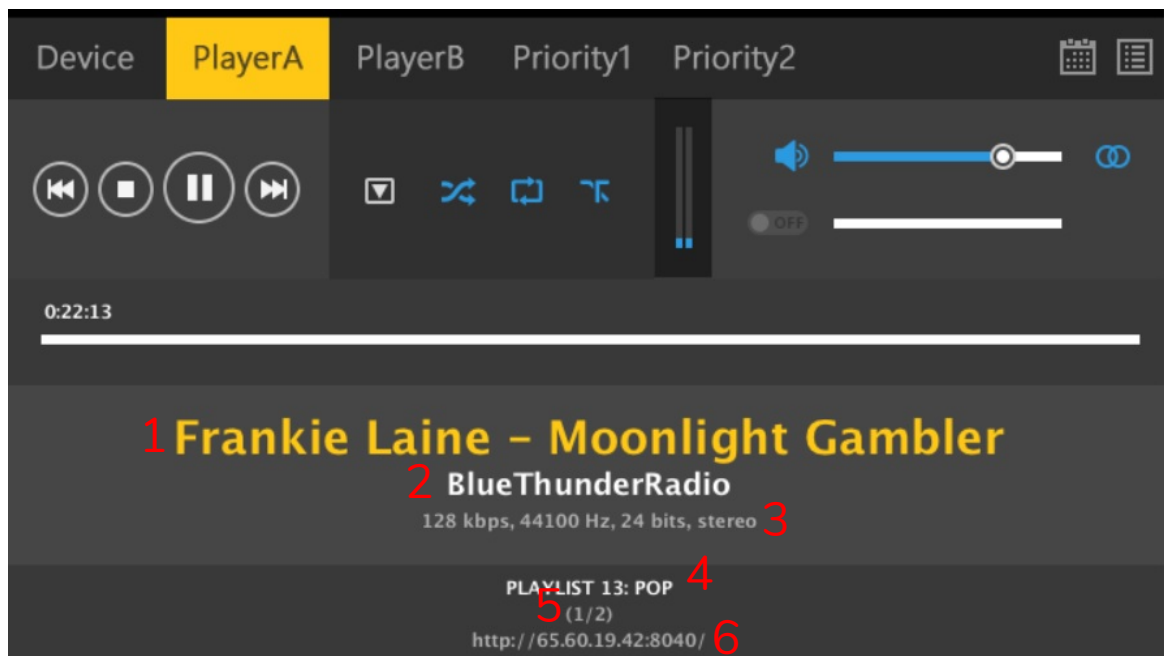 Device PlayerA PlayerB Priority1 Priority2
OFF
0:22:13
1 Frankie Laine – Moonlight Gambler
2 BlueThunderRadio
128 kbps, 44100 Hz, 24 bits, stereo 3
PLAYLIST 13: POP 4
5 (1/2)
http://65.60.19.42:8040/ 6